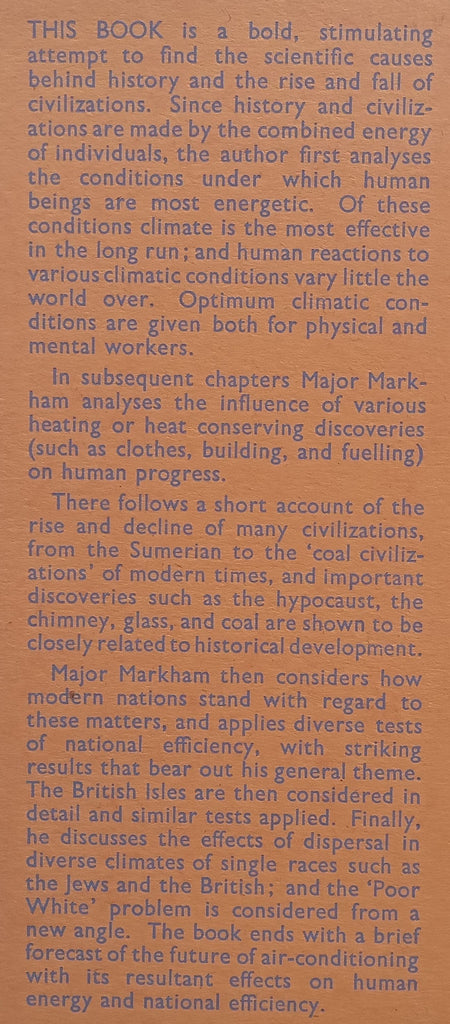 THIS BOOK is a bold, stimulating
attempt to find the scientific causes
behind history and the rise and fall of
civilizations. Since history and civiliz-
ations are made by the combined energy
of individuals, the author first analyses
the conditions under which human
beings are most energetic. Of these
conditions climate is the most effective
in the long run; and human reactions to
various climatic conditions vary little the
world over. Optimum climatic con-
ditions are given both for physical and
mental workers.
In subsequent chapters Major Mark-
ham analyses the influence of various
heating or heat conserving discoveries
(such as clothes, building, and fuelling)
on human progress.
There follows a short account of the
rise and decline of many civilizations,
from the Sumerian to the ‘coal civiliz-
ations’ of modern times, and important
discoveries such as the hypocaust, the
chimney, glass, and coal are shown to be
closely related to historical development.
Major Markham then considers how
modern nations stand with regard to
these matters, and applies diverse tests
of national efficiency, with striking
results that bear out his general theme.
The British Isles are then considered in
detail and similar tests applied. Finally,
he discusses the effects of dispersal in
diverse climates of single races such as
the Jews and the British; and the ‘Poor
White’ problem is considered from a
new angle. The book ends with a brief
forecast of the future of air-conditioning
with its resultant effects on human
energy and national efficiency.